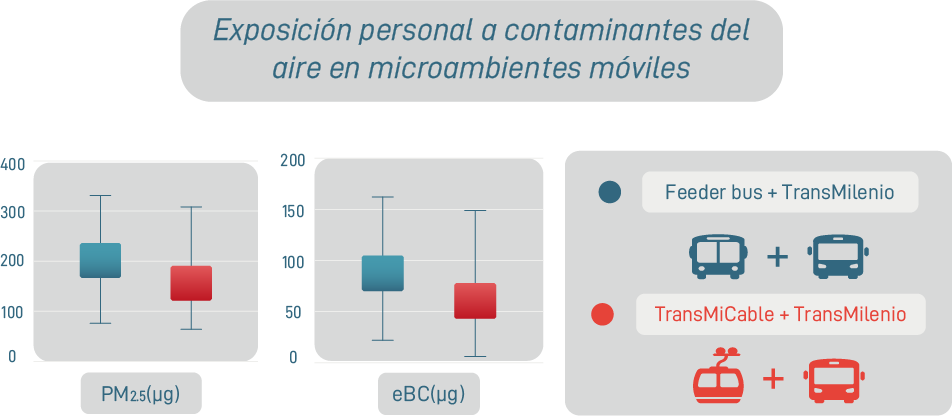 Exposición personal a contaminantes del
aire en microambientes móviles
400
300
200
100
0
PM2.5(µg)
200
150
100
50
0
eBC(µg)
Feeder bus + TransMilenio
+
TransMiCable + TransMilenio
+